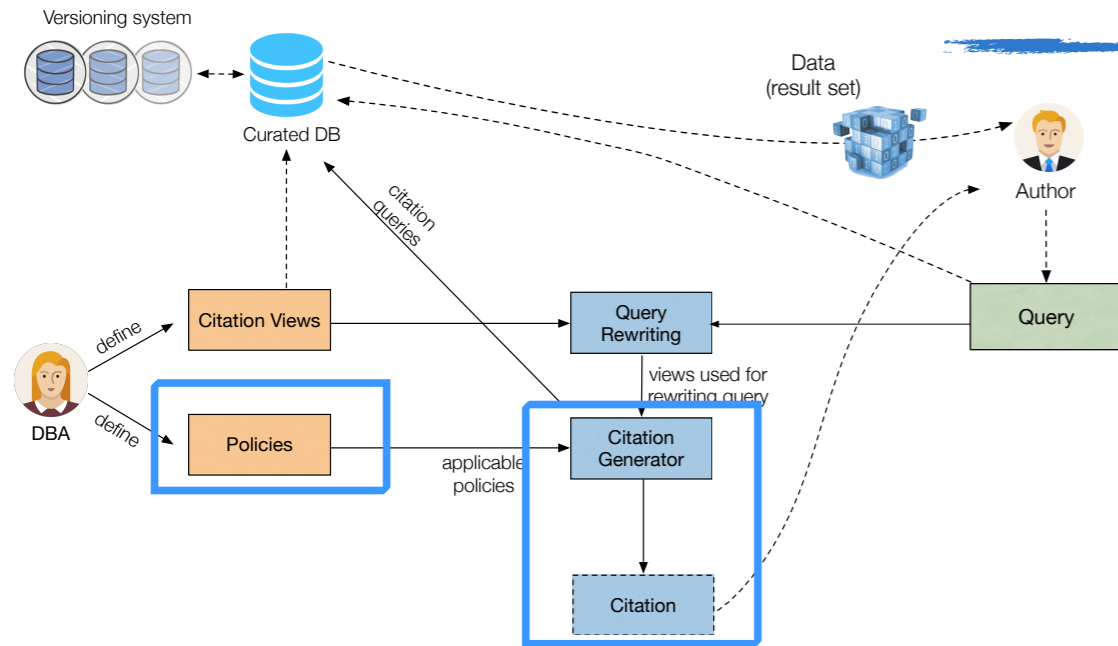 Versioning system
Data
(result set)
Curated DB
Author
citation
queries
Citation Views
Query
Rewriting
Query
define
views used for
rewriting query
DBA
define
Policies
Citation
Generator
applicable
policies
Citation